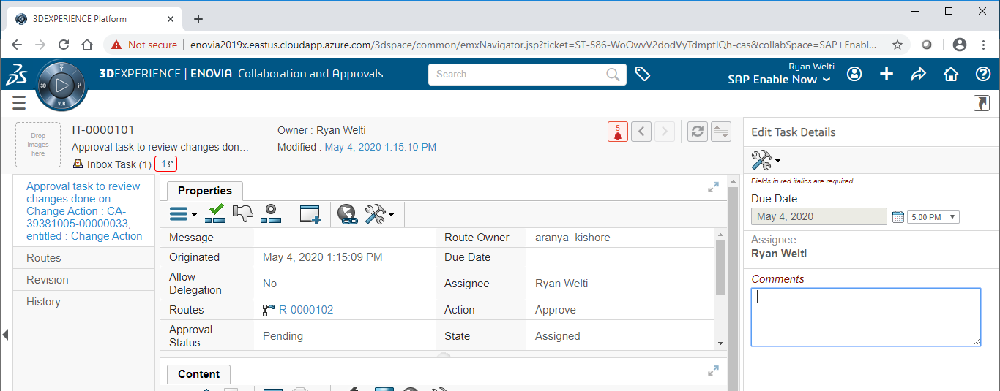 3DEXPERIENCE Platform
Not secure
enovia2019x.eastus.cloudapp.azure.com/3dspace/common/emxNavigator.jsp?ticket=ST-586-WoOwvV2dodVyTdmptIQh-cas&collabSpace=SAP+Enabl...
3DEXPERIENCE | ENOVIA Collaboration and Approvals
Search
Ryan Welti
SAP Enable Now
3D
V.R
Drop images here
IT-0000101
Approval task to review changes don…
Inbox Task (1)
1
Owner : Ryan Welti
Modified : May 4, 2020 1:15:10 PM
5
Approval task to review
changes done on
Change Action : CA-
39381005-00000033,
entitled : Change Action
Routes
Revision
History
Properties
Message
Route Owner aranya_kishore
Originated May 4, 2020 1:15:09 PM
Due Date
Allow Delegation No
Assignee Ryan Welti
Routes R-0000102
Action Approve
Approval Status Pending
State Assigned
Content
Edit Task Details
Fields in red italics are required
Due Date
May 4, 2020
5:00 PM
Assignee
Ryan Welti
Comments